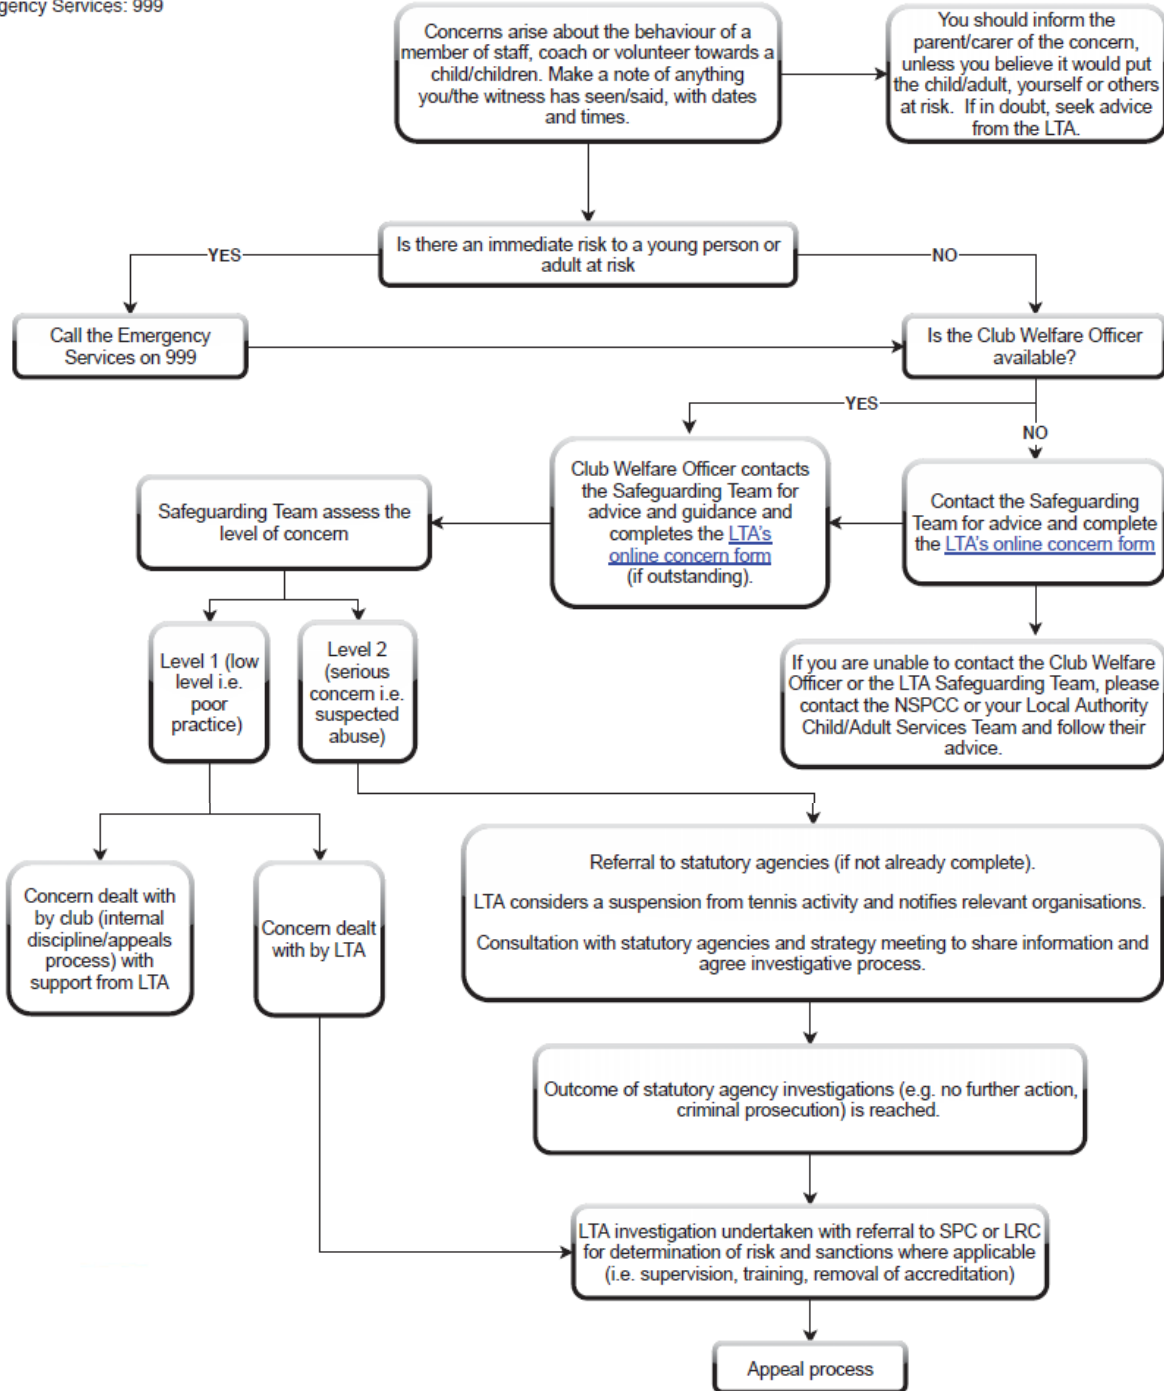 gency Services: 999
Concerns arise about the behaviour of a
member of staff, coach or volunteer towards a
child/children. Make a note of anything
you/the witness has seen/said, with dates
and times.
You should inform the
parent/carer of the concern,
unless you believe it would put
the child/adult, yourself or others
at risk. If in doubt, seek advice
from the LTA.
Is there an immediate risk to a young person or
adult at risk
YES
NO
Call the Emergency
Services on 999
Is the Club Welfare Officer
available?
YES
NO
Club Welfare Officer contacts
the Safeguarding Team for
advice and guidance and
completes the LTA's
online concern form
(if outstanding).
Contact the Safeguarding
Team for advice and complete
the LTA's online concern form
Safeguarding Team assess the
level of concern
Level 1 (low
level i.e.
poor
practice)
Level 2
(serious
concern i.e.
suspected
abuse)
If you are unable to contact the Club Welfare
Officer or the LTA Safeguarding Team, please
contact the NSPCC or your Local Authority
Child/Adult Services Team and follow their
advice.
Concern dealt with
by club (internal
discipline/appeals
process) with
support from LTA
Concern dealt
with by LTA
Referral to statutory agencies (if not already complete).
LTA considers a suspension from tennis activity and notifies relevant organisations.
Consultation with statutory agencies and strategy meeting to share information and
agree investigative process.
Outcome of statutory agency investigations (e.g. no further action,
criminal prosecution) is reached.
LTA investigation undertaken with referral to SPC or LRC
for determination of risk and sanctions where applicable
(i.e. supervision, training, removal of accreditation)
Appeal process